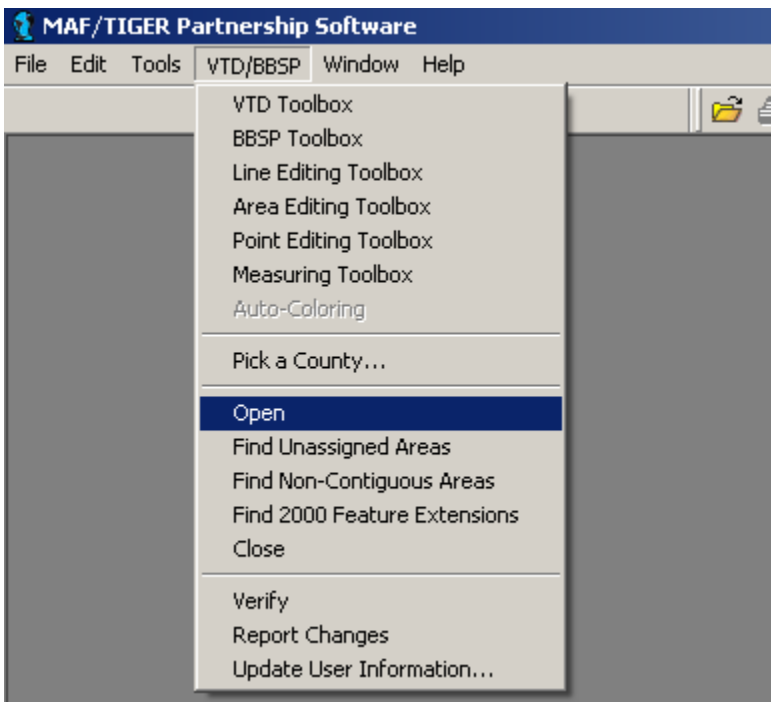 MAF/TIGER Partnership Software
File Edit Tools VTD/BBSP Window Help
VTD Toolbox
BBSP Toolbox
Line Editing Toolbox
Area Editing Toolbox
Point Editing Toolbox
Measuring Toolbox
Auto-Coloring
Pick a County...
Open
Find Unassigned Areas
Find Non-Contiguous Areas
Find 2000 Feature Extensions
Close
Verify
Report Changes
Update User Information...